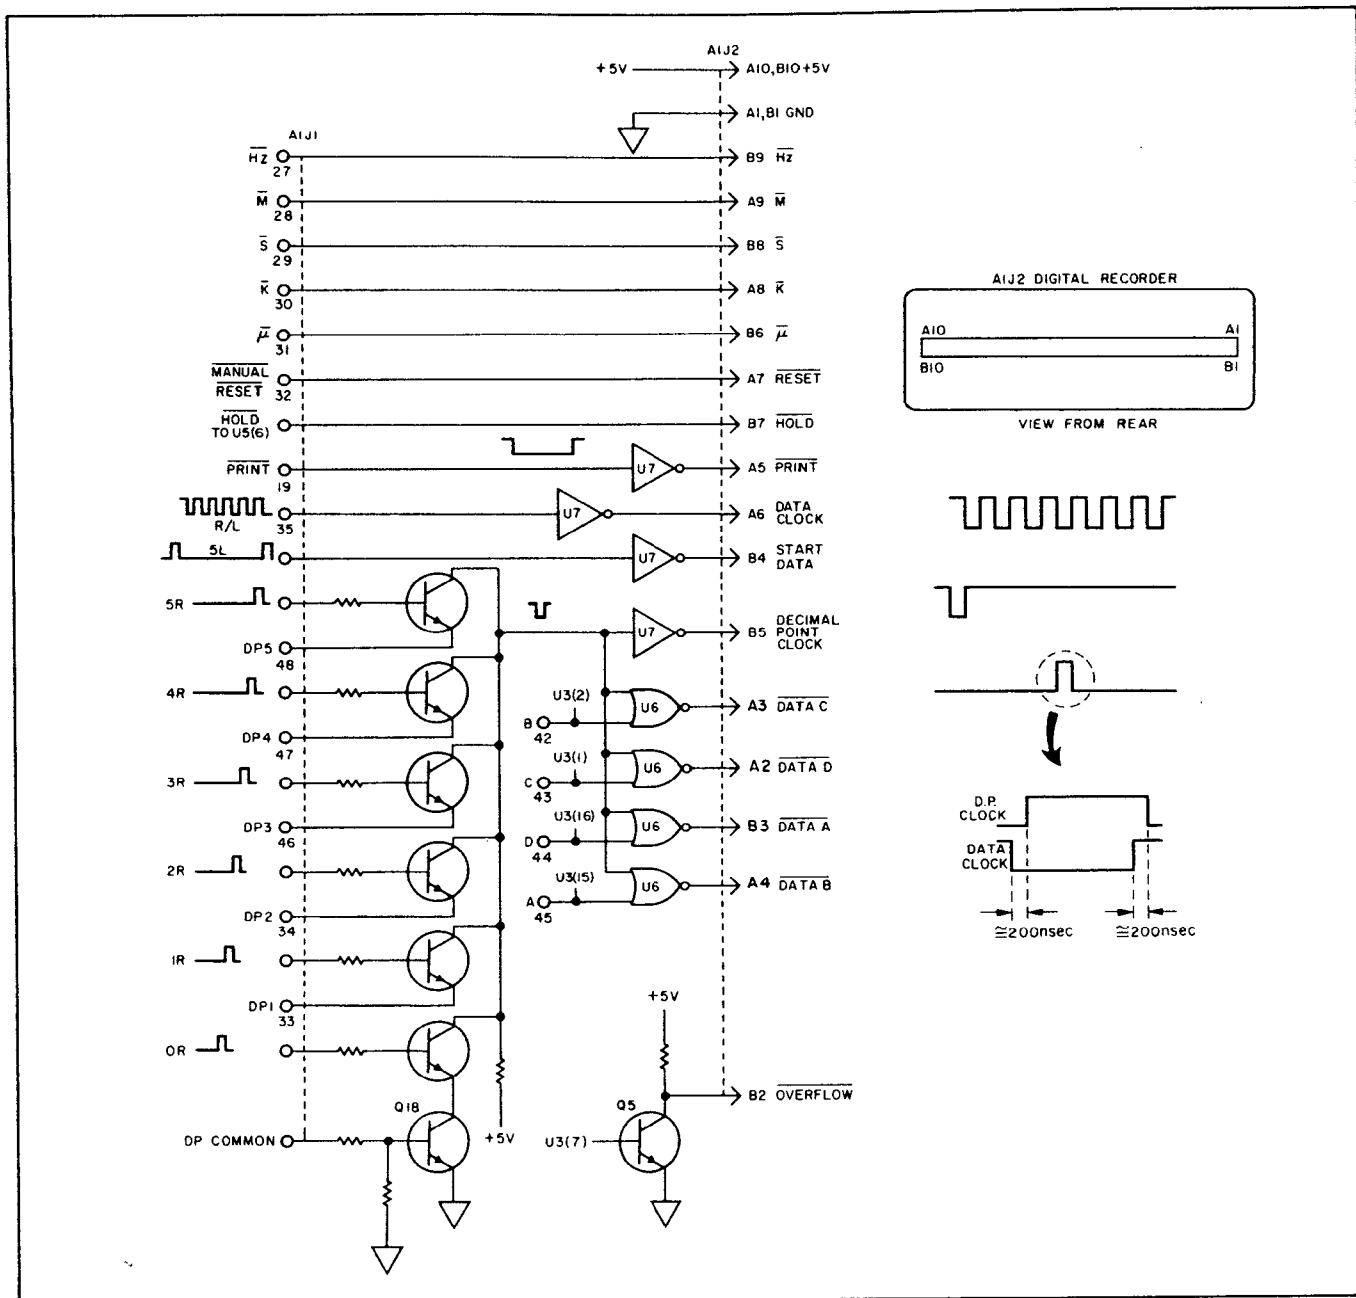 A1J2
+5V A10,B10+5V
A1,B1 GND
A1J1
H̅z̅ 27 B9 H̅z̅
M̅ 28 A9 M̅
S̅ 29 B8 S̅
K̅ 30 A8 K̅
μ̅ 31 B6 μ̅
MANUAL
RESET 32 A7 RESET
HOLD
TO U5(6) B7 HOLD
PRINT 19 U7 A5 PRINT
R/L 35 U7 A6 DATA
CLOCK
5L U7 B4 START
DATA
5R
DP5 48
U7 B5 DECIMAL
POINT
CLOCK
4R
DP4 47
U3(2)
B 42 U6 A3 DATA C
3R
U3(1)
C 43 U6 A2 DATA D
DP3 46
U3(16)
D 44 U6 B3 DATA A
2R
U3(15)
A 45 U6 A4 DATA B
DP2 34
1R
DP1 33
0R
+5V
B2 OVERFLOW
Q18
Q5
DP COMMON
+5V
U3(7)
A1J2 DIGITAL RECORDER
A10 A1
B10 B1
VIEW FROM REAR
D.P.
CLOCK
DATA
CLOCK
≅200nsec ≅200nsec